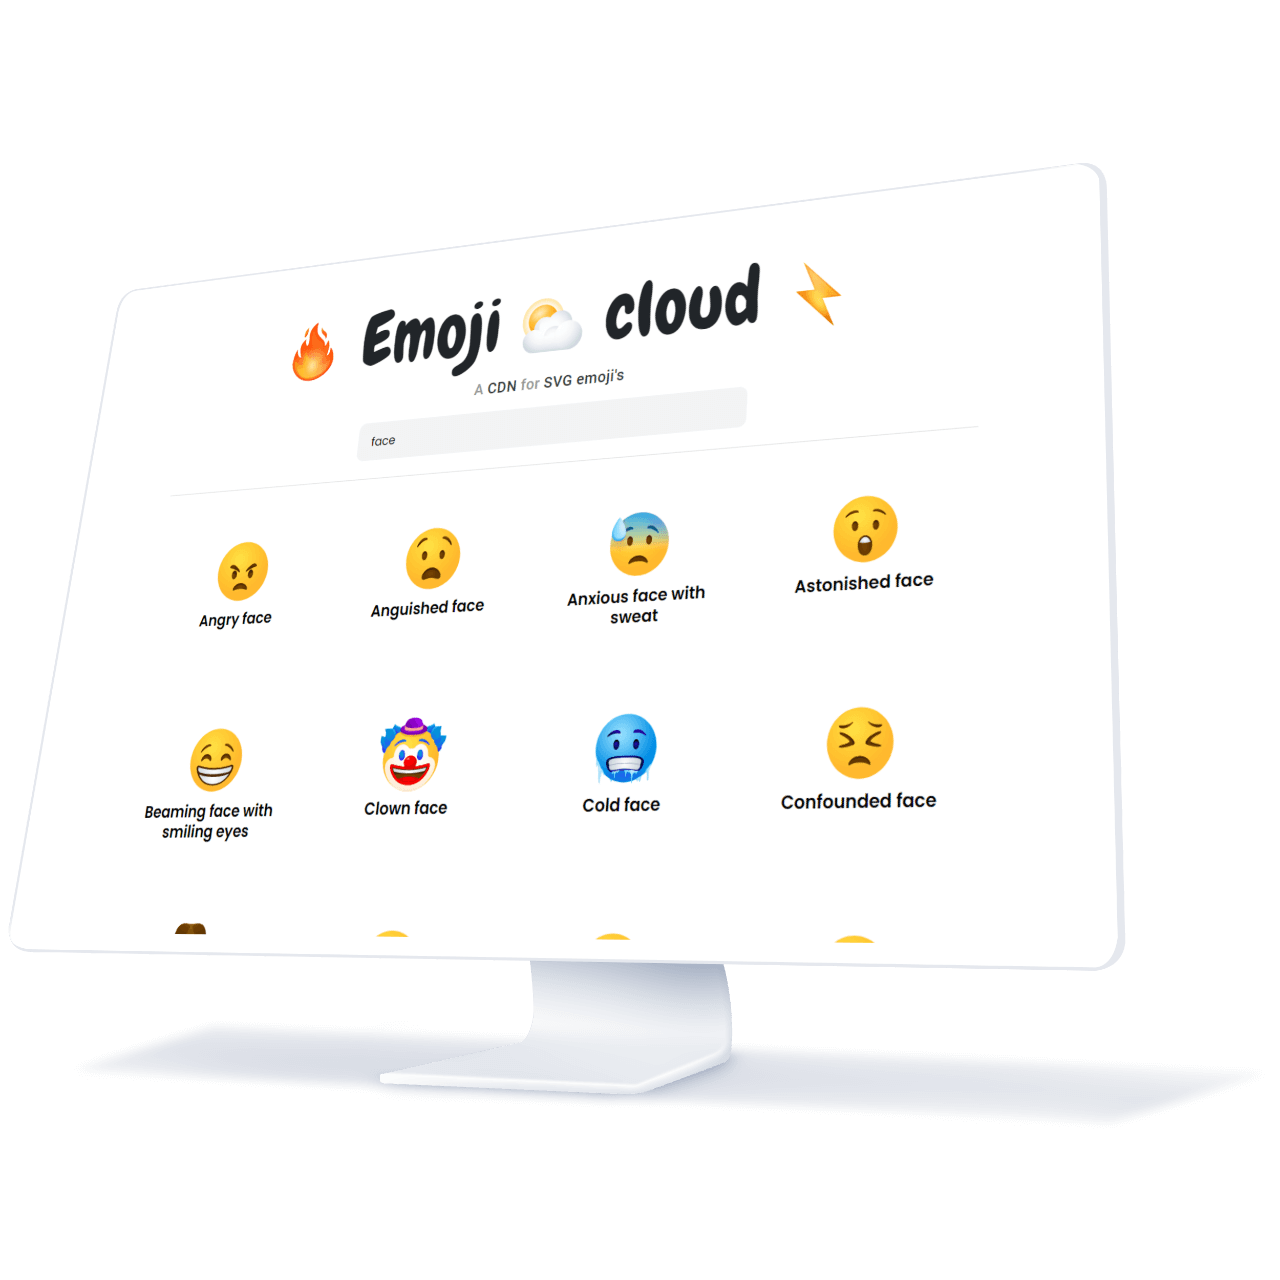 Emoji cloud
A CDN for SVG emoji's
face
Angry face
Anguished face
Anxious face with
sweat
Astonished face
Beaming face with
smiling eyes
Clown face
Cold face
Confounded face